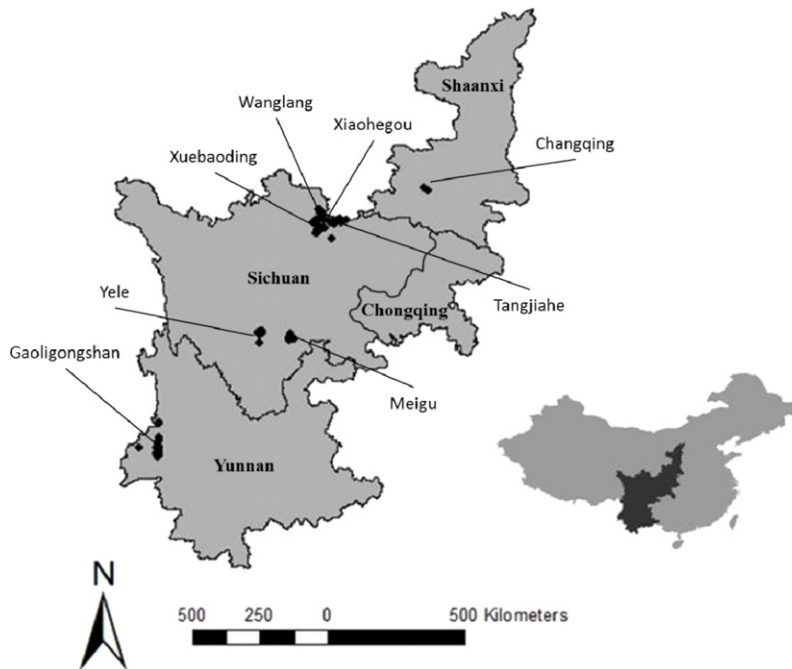 Shaanxi
Wanglang
Xiaohegou
Changqing
Xuebaoding
Sichuan
Tangjiahe
Yele
Chongqing
Gaoligongshan
Meigu
Yunnan
N
500 250 0 500 Kilometers